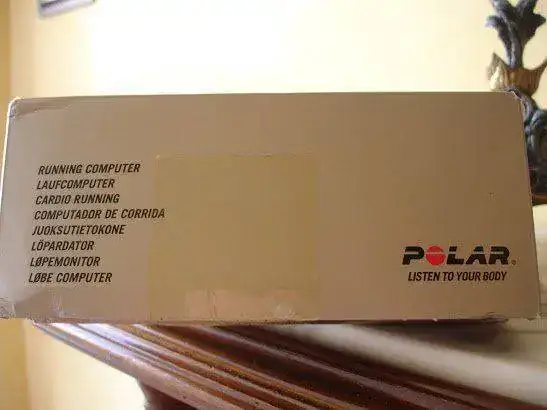 RUNNING COMPUTER
LAUFCOMPUTER
CARDIO RUNNING
COMPUTADOR DE CORRIDA
JUOKSUTIETOKONE
LÖPARDATOR
LØPEMONITOR
LØBE COMPUTER
POLAR®
LISTEN TO YOUR BODY